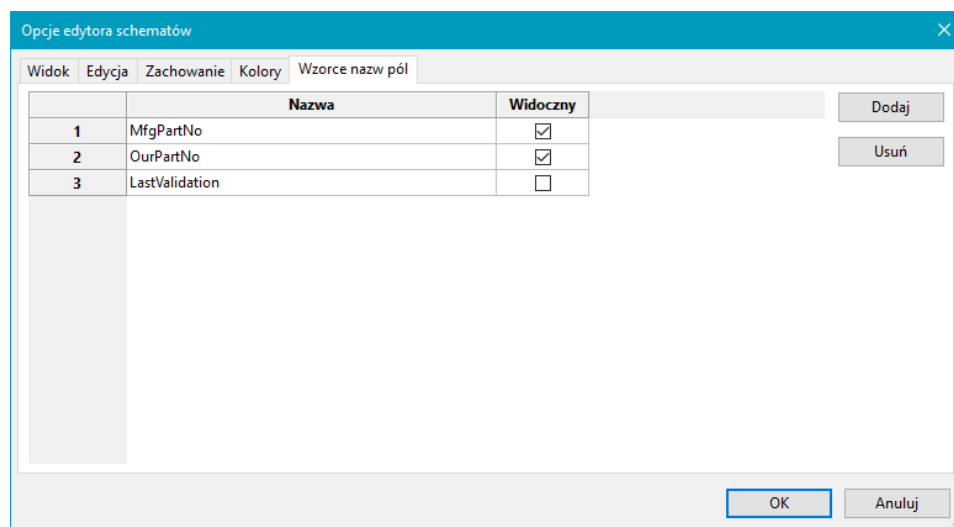 Opcje edytora schematów
Widok Edycja Zachowanie Kolory Wzorce nazw pól
Nazwa Widoczny
1 MfgPartNo
2 OurPartNo
3 LastValidation
Dodaj
Usuń
OK Anuluj